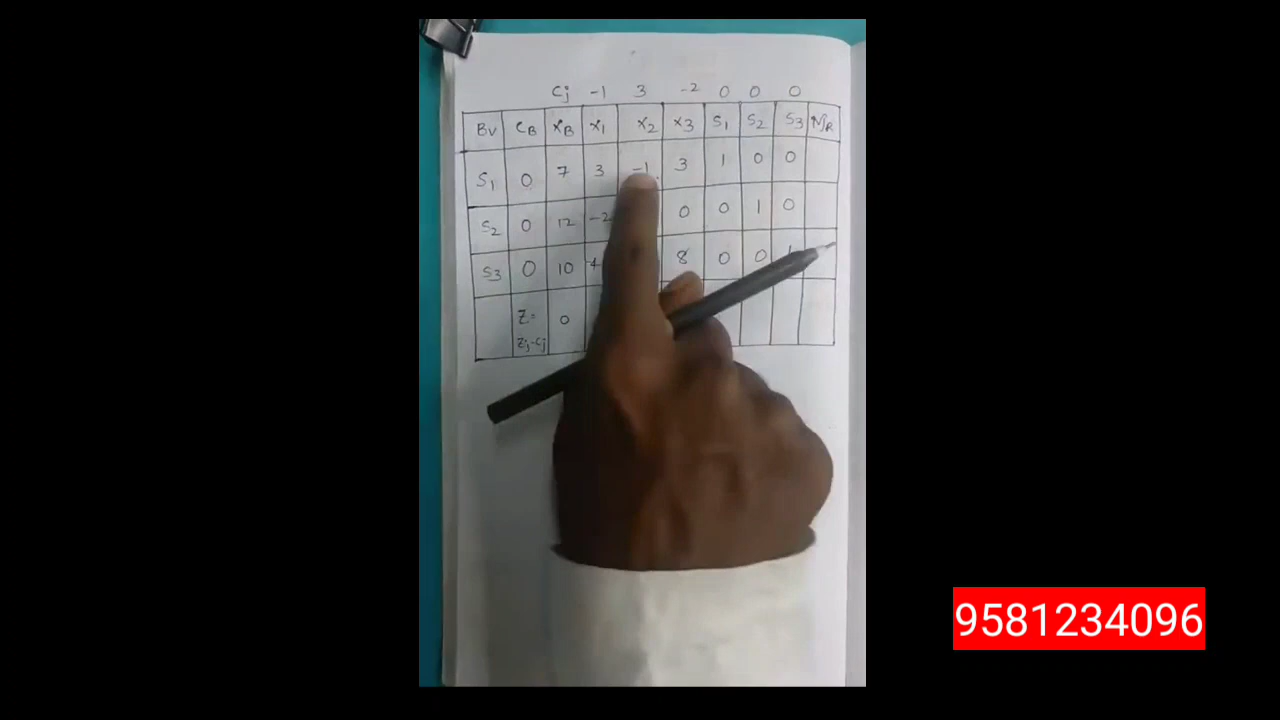 Cj -1 3 -2 0 0 0
BV CB XB X1 X2 X3 S1 S2 S3 MR
S1 0 7 3 -1 3 1 0 0
S2 0 12 -2 0 0 1 0
S3 0 10 -4 8 0 0 1
Z= 0
Zj-Cj
9581234096